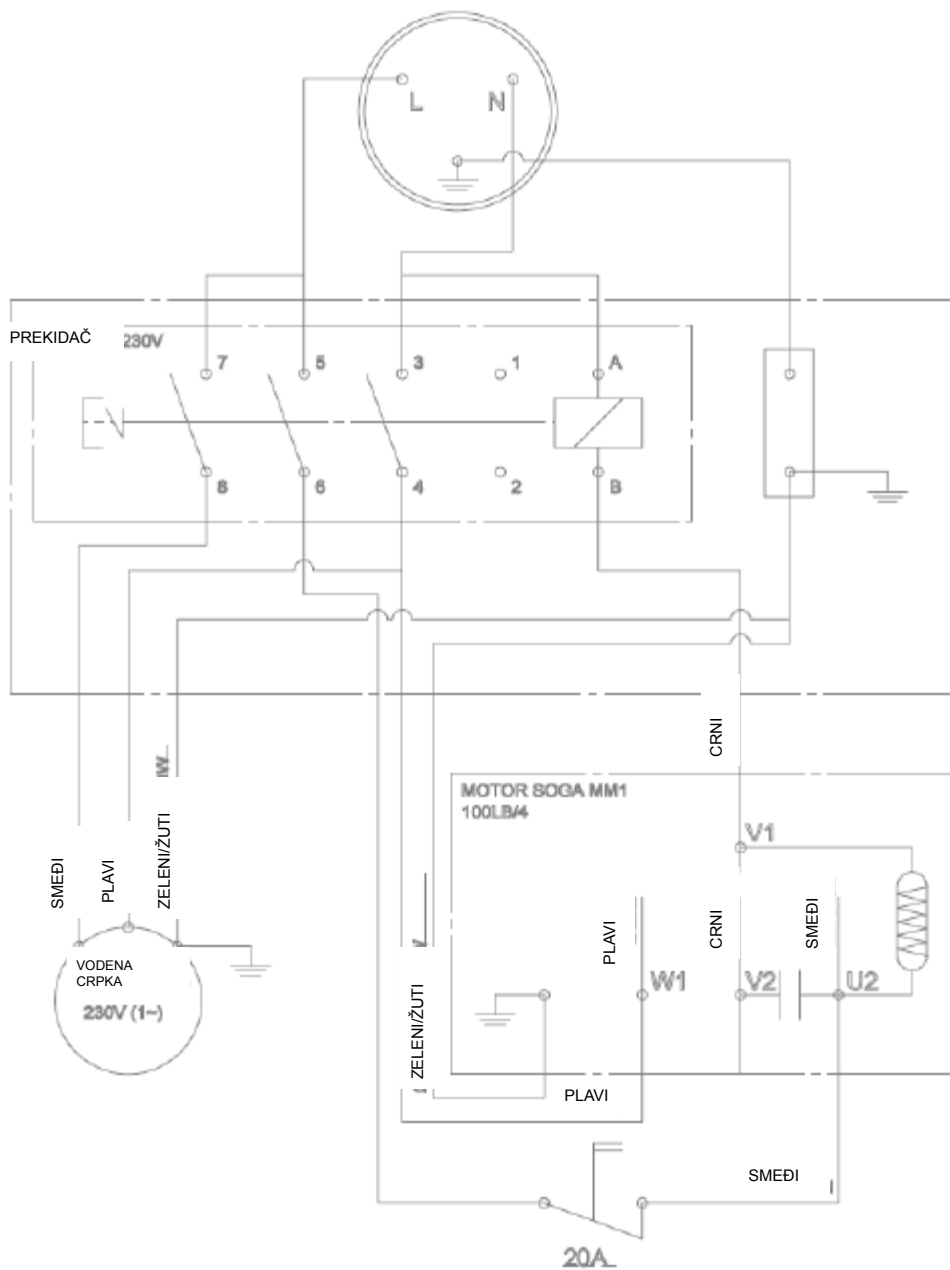 L
N
PREKIDAČ
230V
7
5
3
1
A
8
6
4
2
B
CRNI
MOTOR SOGA MM1
100LB/4
V1
SMEĐI
PLAVI
ZELENI/ŽUTI
VODENA
CRPKA
230V (1~)
ZELENI/ŽUTI
PLAVI
W1
CRNI
V2
SMEĐI
U2
PLAVI
SMEĐI
20A